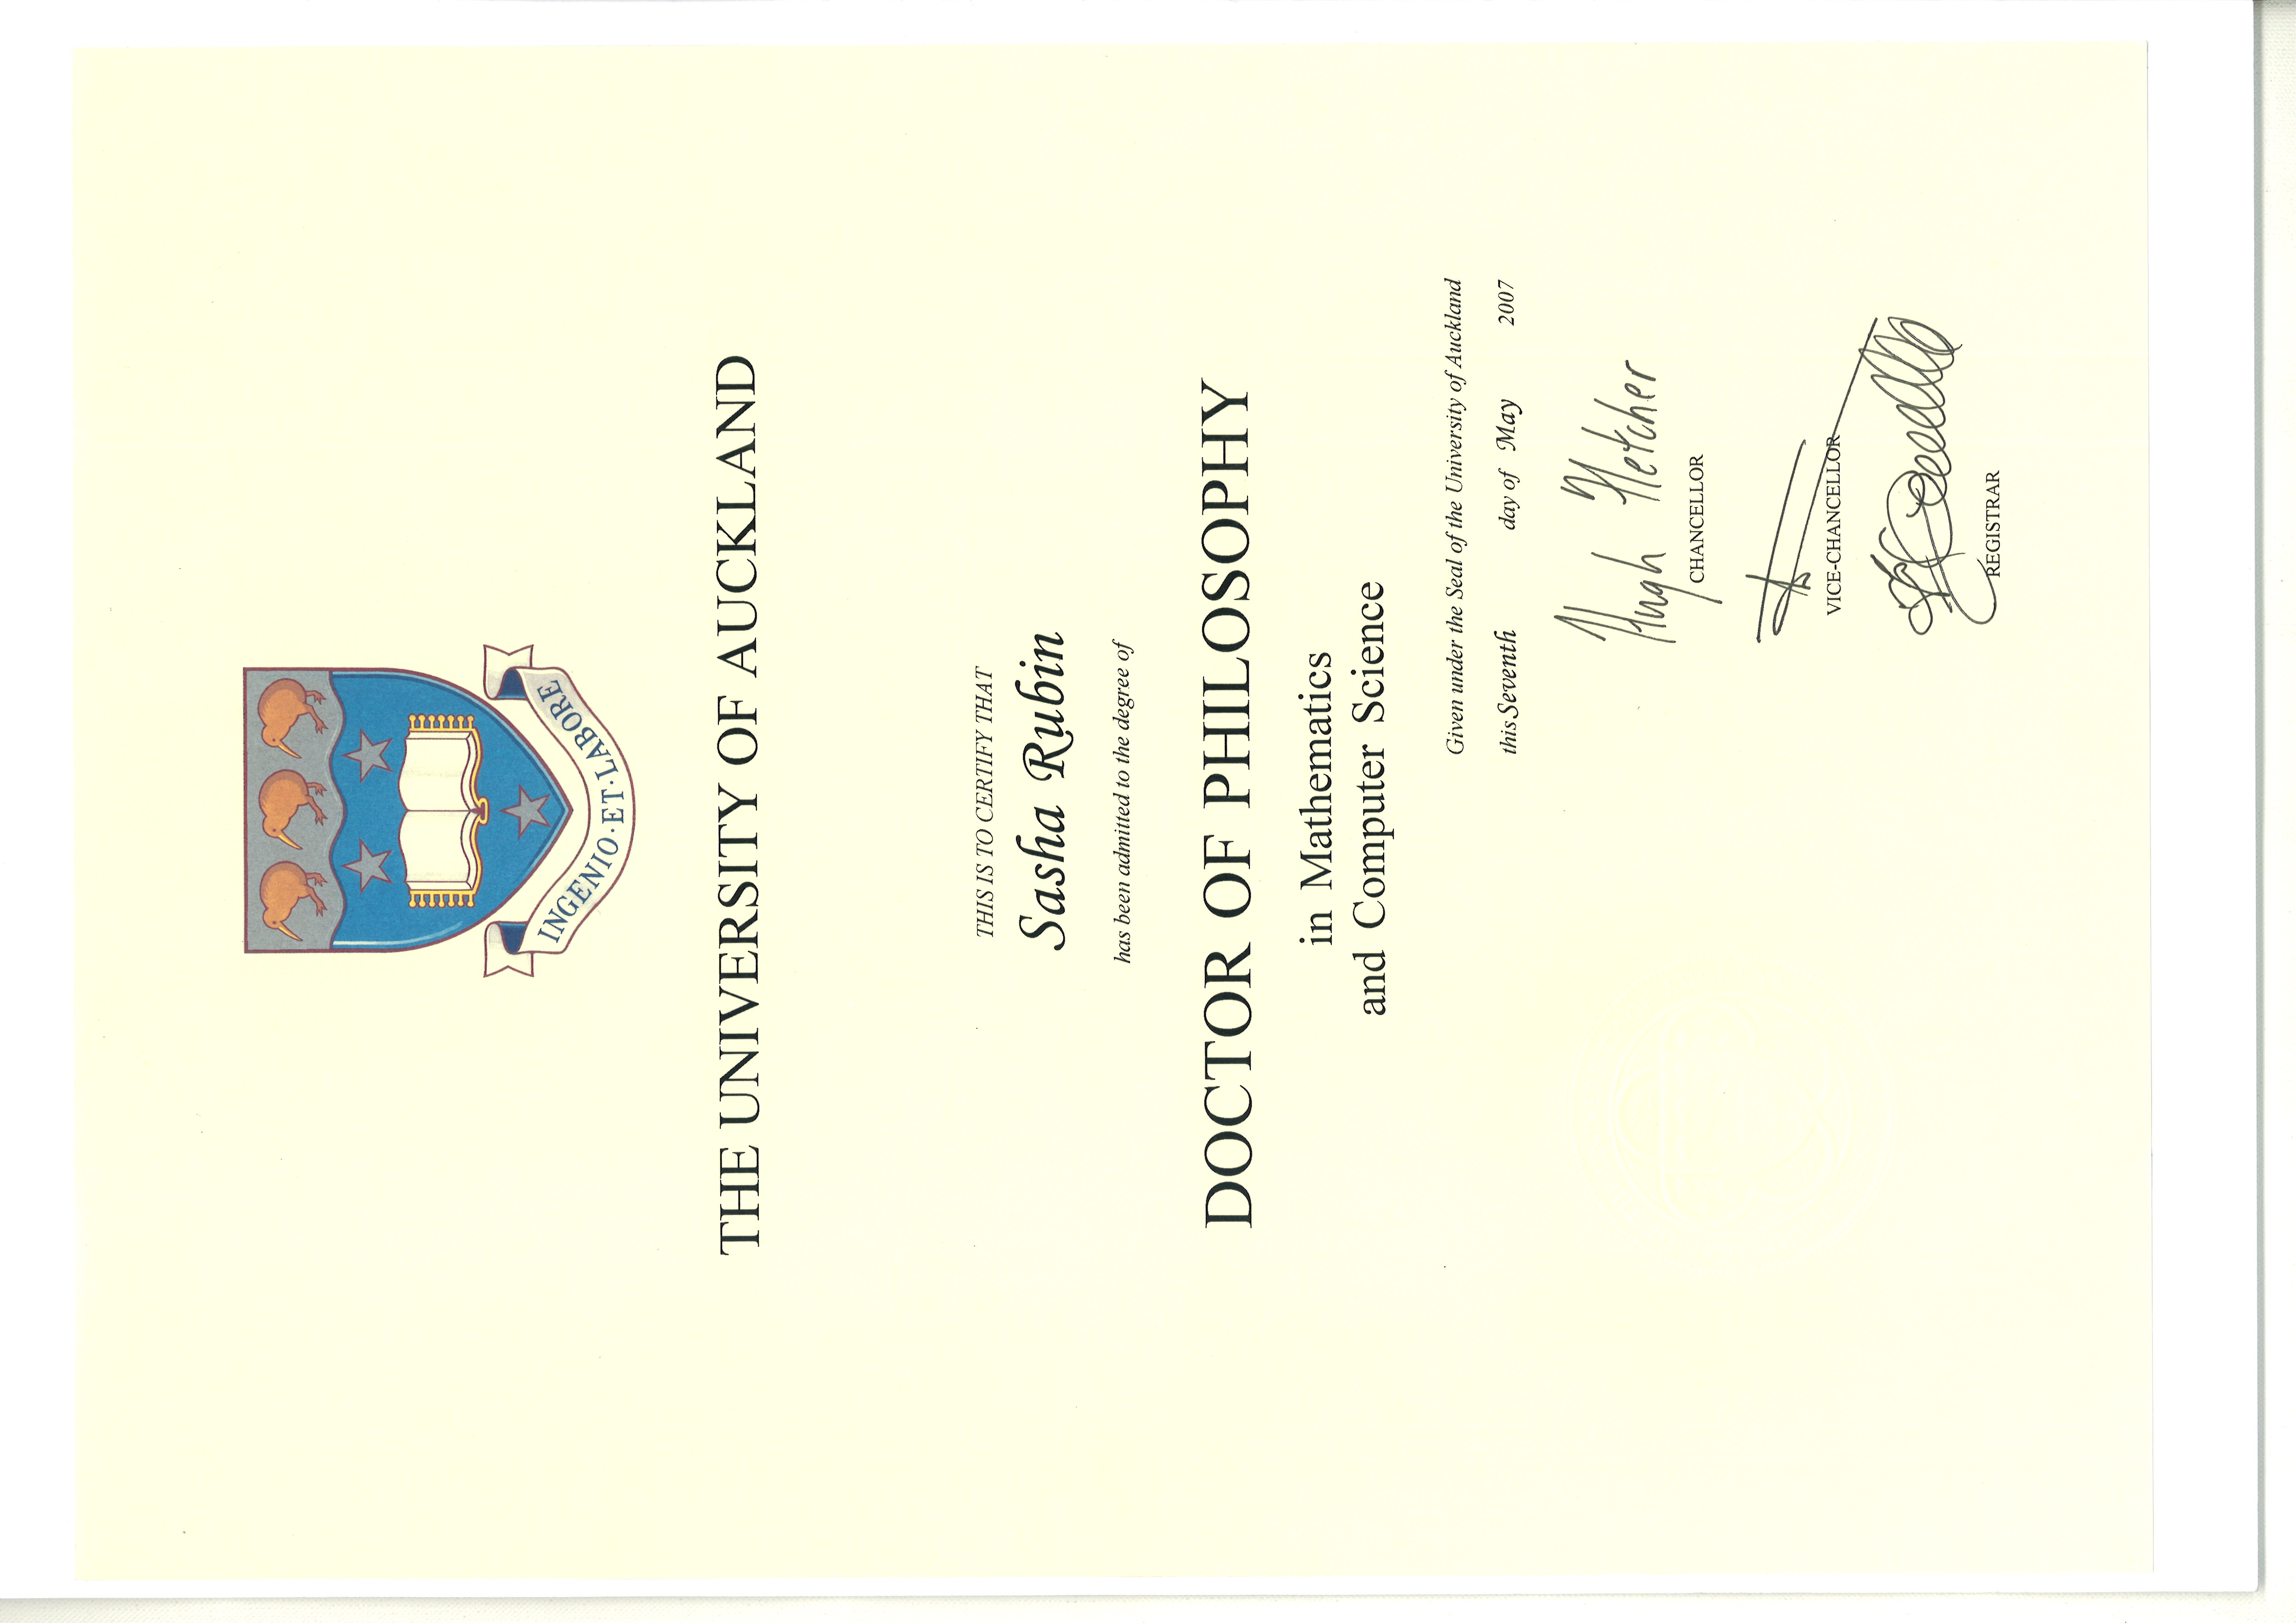 INGENIO·ET·LABORE
THE UNIVERSITY OF AUCKLAND
THIS IS TO CERTIFY THAT
Sasha Rubin
has been admitted to the degree of
DOCTOR OF PHILOSOPHY
in Mathematics
and Computer Science
Given under the Seal of the University of Auckland
this Seventh day of May 2007
Hugh Fletcher
CHANCELLOR
VICE-CHANCELLOR
REGISTRAR